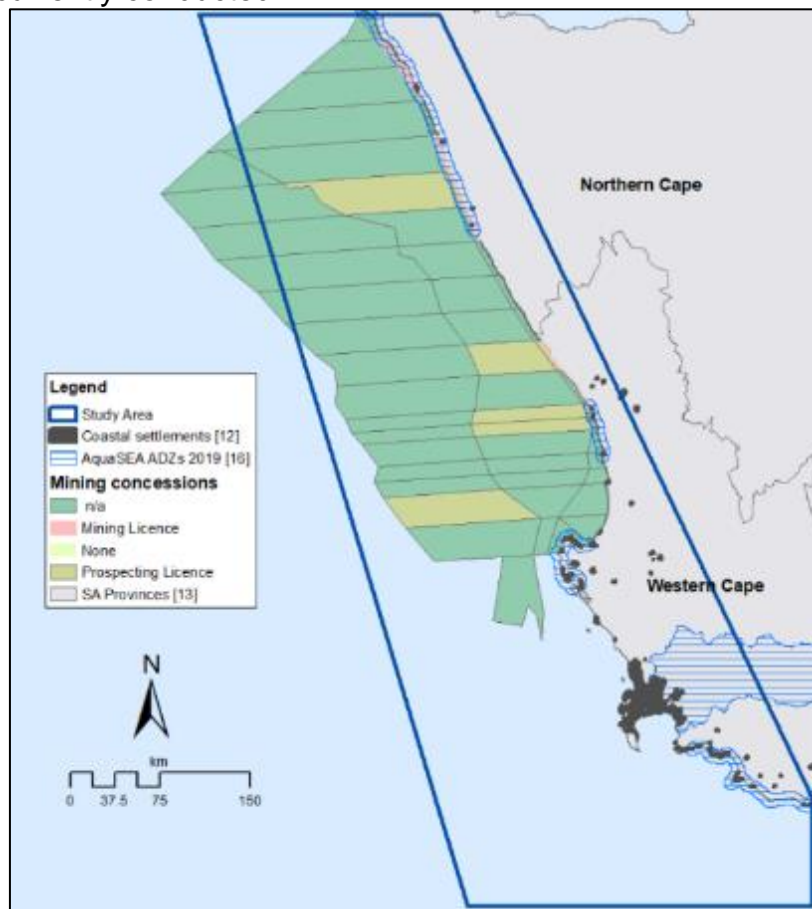 Northern Cape
Legend
Study Area
Coastal settlements [12]
AquaSEA ADZs 2019 [16]
Mining concessions
n/a
Mining Licence
None
Prospecting Licence
SA Provinces [13]
Western Cape
N
km
0 37.5 75 150